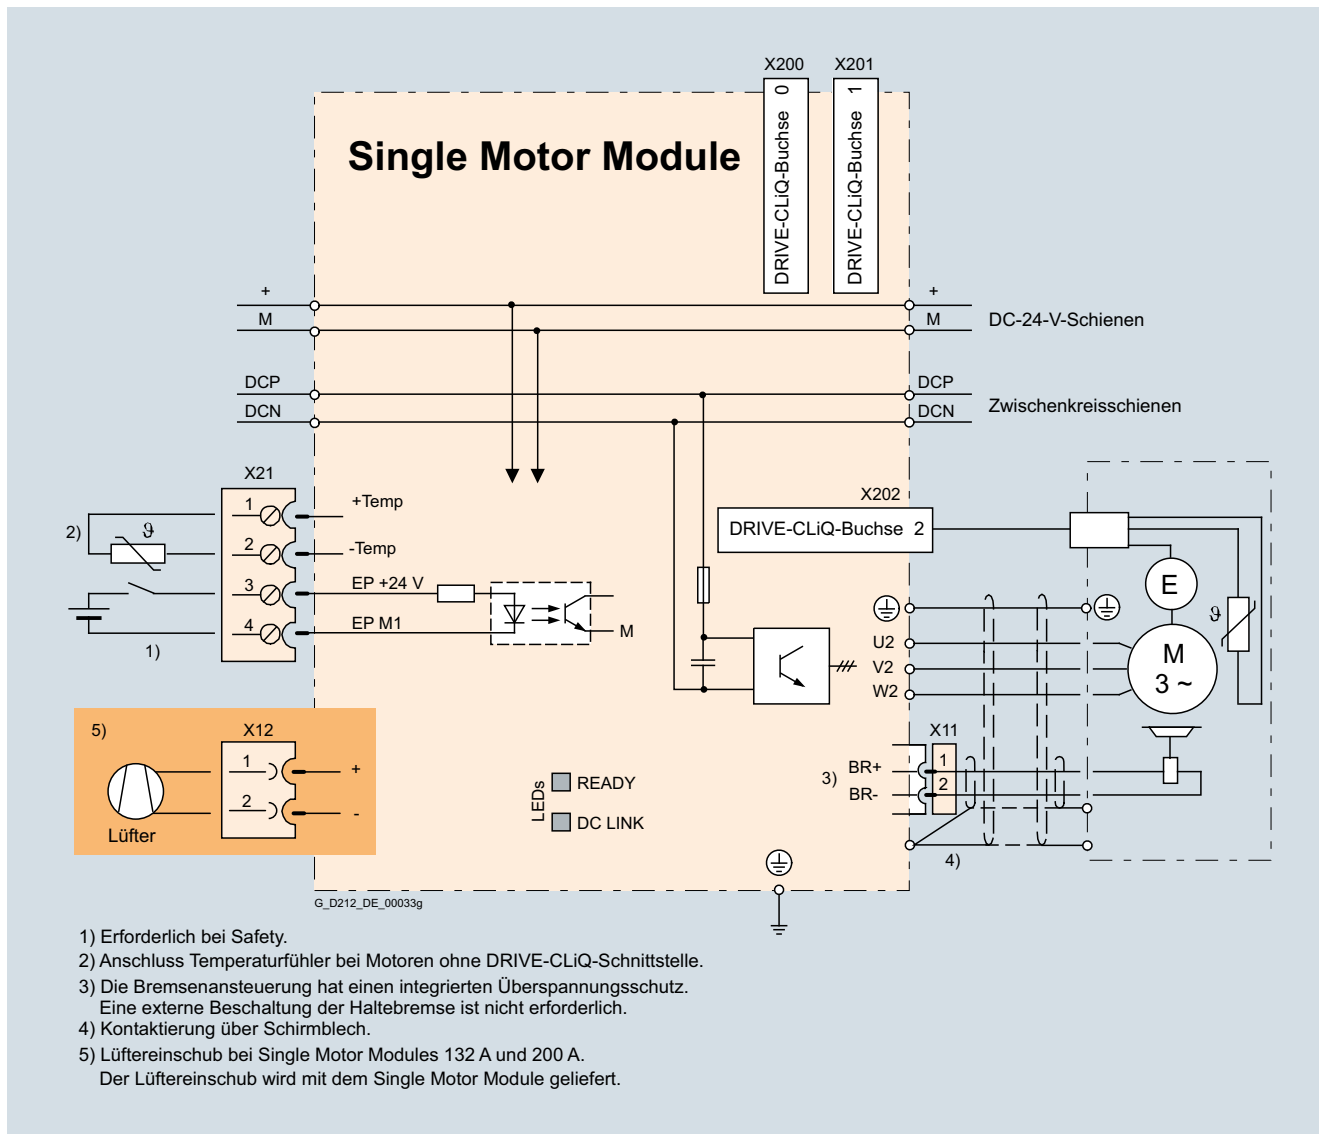 X200 X201
DRIVE-CLiQ-Buchse 0
DRIVE-CLiQ-Buchse 1
Single Motor Module
+ +
M M
DC-24-V-Schienen
DCP DCP
DCN DCN
Zwischenkreisschienen
X21
1 +Temp
2) ϑ
2 -Temp
3 EP +24 V
4 EP M1
M
1)
X202
DRIVE-CLiQ-Buchse 2
E
ϑ
U2
V2
W2
M
3 ~
5) Lüfter
X12
1 +
2 -
LEDs
READY
DC LINK
X11
3) BR+ 1
BR- 2
4)
G_D212_DE_00033g
1) Erforderlich bei Safety.
2) Anschluss Temperaturfühler bei Motoren ohne DRIVE-CLiQ-Schnittstelle.
3) Die Bremsenansteuerung hat einen integrierten Überspannungsschutz.
Eine externe Beschaltung der Haltebremse ist nicht erforderlich.
4) Kontaktierung über Schirmblech.
5) Lüftereinschub bei Single Motor Modules 132 A und 200 A.
Der Lüftereinschub wird mit dem Single Motor Module geliefert.